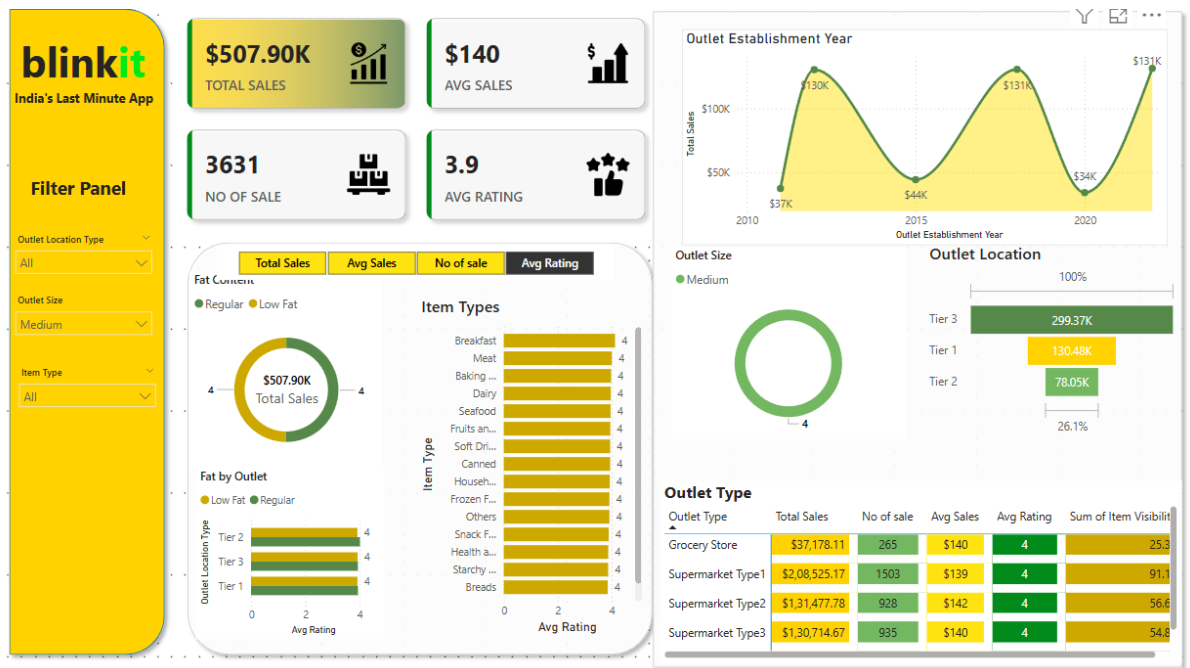 blinkit
India's Last Minute App
Filter Panel
Outlet Location Type
All
Outlet Size
Medium
Item Type
All
$507.90K
TOTAL SALES
$140
AVG SALES
3631
NO OF SALE
3.9
AVG RATING
Total Sales Avg Sales No of sale Avg Rating
Fat Content
Regular Low Fat
4
$507.90K
Total Sales
4
Fat by Outlet
Low Fat Regular
Outlet Location Type
Tier 2 4
Tier 3 4
Tier 1 4
0 2 4
Avg Rating
Item Types
Item Type
Breakfast 4
Meat 4
Baking ... 4
Dairy 4
Seafood 4
Fruits an... 4
Soft Dri... 4
Canned 4
Househ... 4
Frozen F... 4
Others 4
Snack F... 4
Health a... 4
Starchy ... 4
Breads 4
0 2 4
Avg Rating
Outlet Establishment Year
Total Sales
$100K
$50K
$37K
$130K
$44K
$131K
$34K
$131K
2010 2015 2020
Outlet Establishment Year
Outlet Size
Medium
4
Outlet Location
100%
Tier 3 299.37K
Tier 1 130.48K
Tier 2 78.05K
26.1%
Outlet Type
Outlet Type Total Sales No of sale Avg Sales Avg Rating Sum of Item Visibilit
Grocery Store $37,178.11 265 $140 4 25.3
Supermarket Type1 $2,08,525.17 1503 $139 4 91.1
Supermarket Type2 $1,31,477.78 928 $142 4 56.6
Supermarket Type3 $1,30,714.67 935 $140 4 54.8